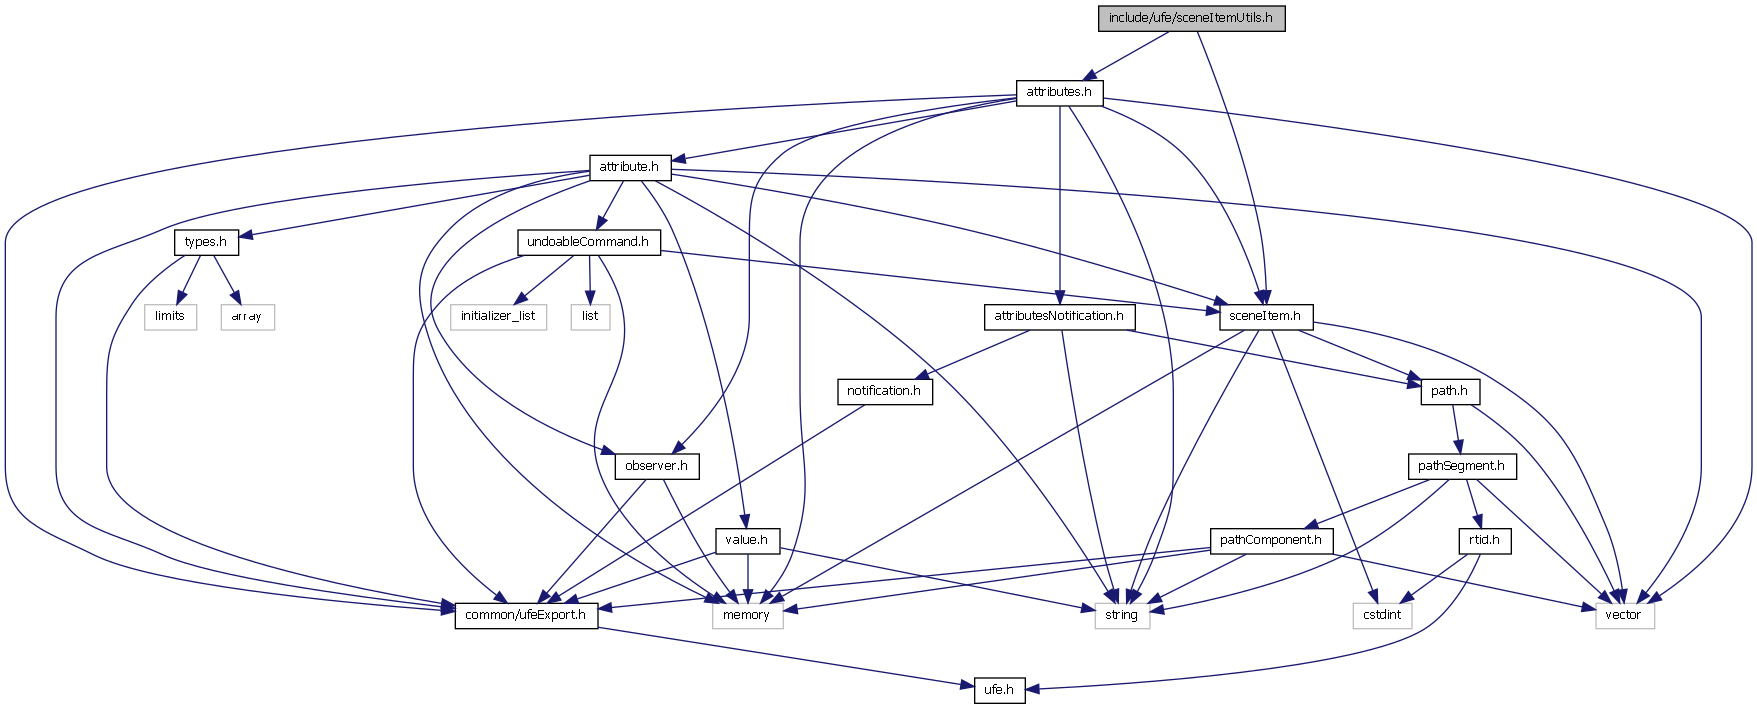 include/ufe/sceneItemUtils.h
attributes.h
attribute.h
types.h
undoableCommand.h
limits
array
initializer_list
list
attributesNotification.h
sceneItem.h
notification.h
path.h
observer.h
pathSegment.h
value.h
pathComponent.h
rtid.h
common/ufeExport.h
memory
string
cstdint
vector
ufe.h